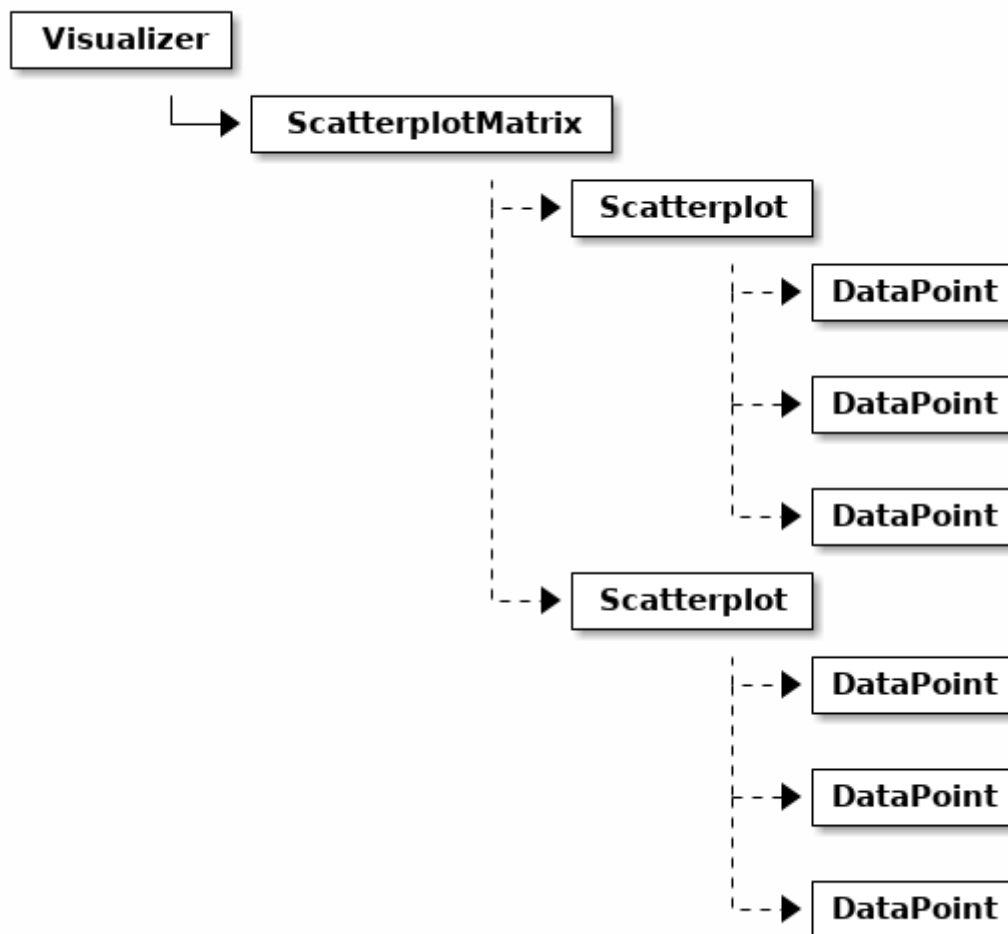 Visualizer
ScatterplotMatrix
Scatterplot
DataPoint
DataPoint
DataPoint
Scatterplot
DataPoint
DataPoint
DataPoint